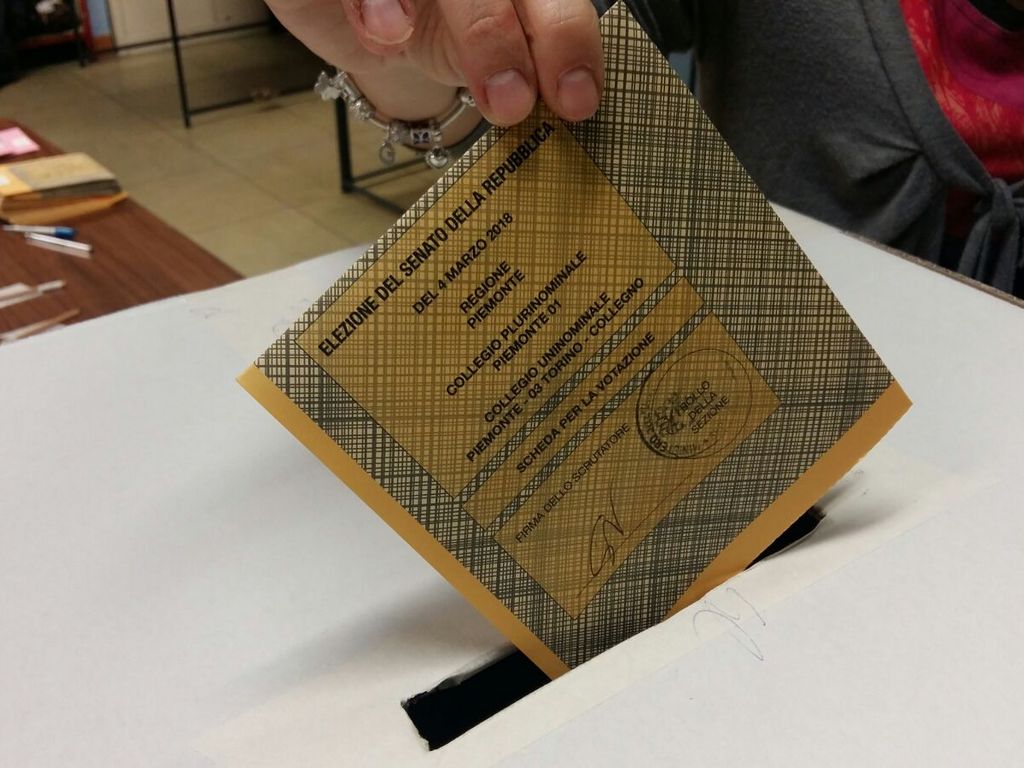 ELEZIONE DEL SENATO DELLA REPUBBLICA
DEL 4 MARZO 2018
REGIONE
PIEMONTE
COLLEGIO PLURINOMINALE
PIEMONTE 01
COLLEGIO UNINOMINALE
PIEMONTE - 03 TORINO - COLLEGNO
SCHEDA PER LA VOTAZIONE
FIRMA DELLO SCRUTATORE
BOLLO
DELLA
SEZIONE